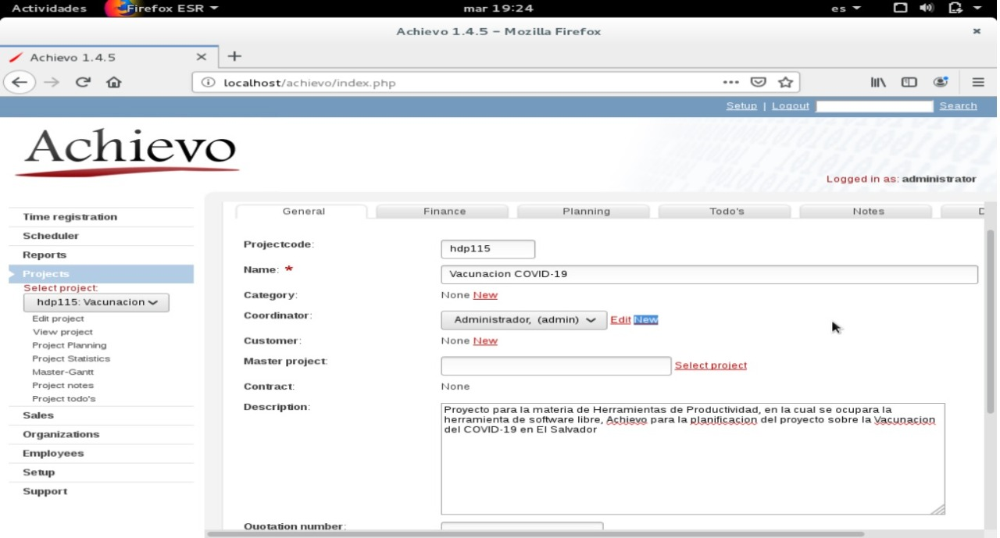 Actividades Firefox ESR mar 19:24 es
Achievo 1.4.5 – Mozilla Firefox ×
Achievo 1.4.5
localhost/achievo/index.php
Setup | Logout Search
Achievo
Logged in as: administrator
Time registration
Scheduler
Reports
Projects
Select project:
hdp115: Vacunacion
Edit project
View project
Project Planning
Project Statistics
Master-Gantt
Project notes
Project todo's
Sales
Organizations
Employees
Setup
Support
General Finance Planning Todo's Notes D
Projectcode: hdp115
Name: * Vacunacion COVID-19
Category: None New
Coordinator: Administrador, (admin) Edit New
Customer: None New
Master project: Select project
Contract: None
Description: Proyecto para la materia de Herramientas de Productividad, en la cual se ocupara la
herramienta de software libre, Achievo para la planificacion del proyecto sobre la Vacunacion
del COVID-19 en El Salvador
Quotation number: